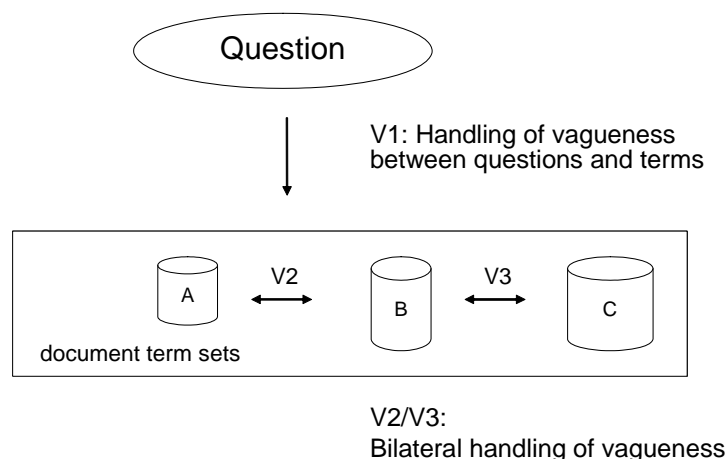 Question
V1: Handling of vagueness
between questions and terms
V2
V3
A
B
C
document term sets
V2/V3:
Bilateral handling of vagueness